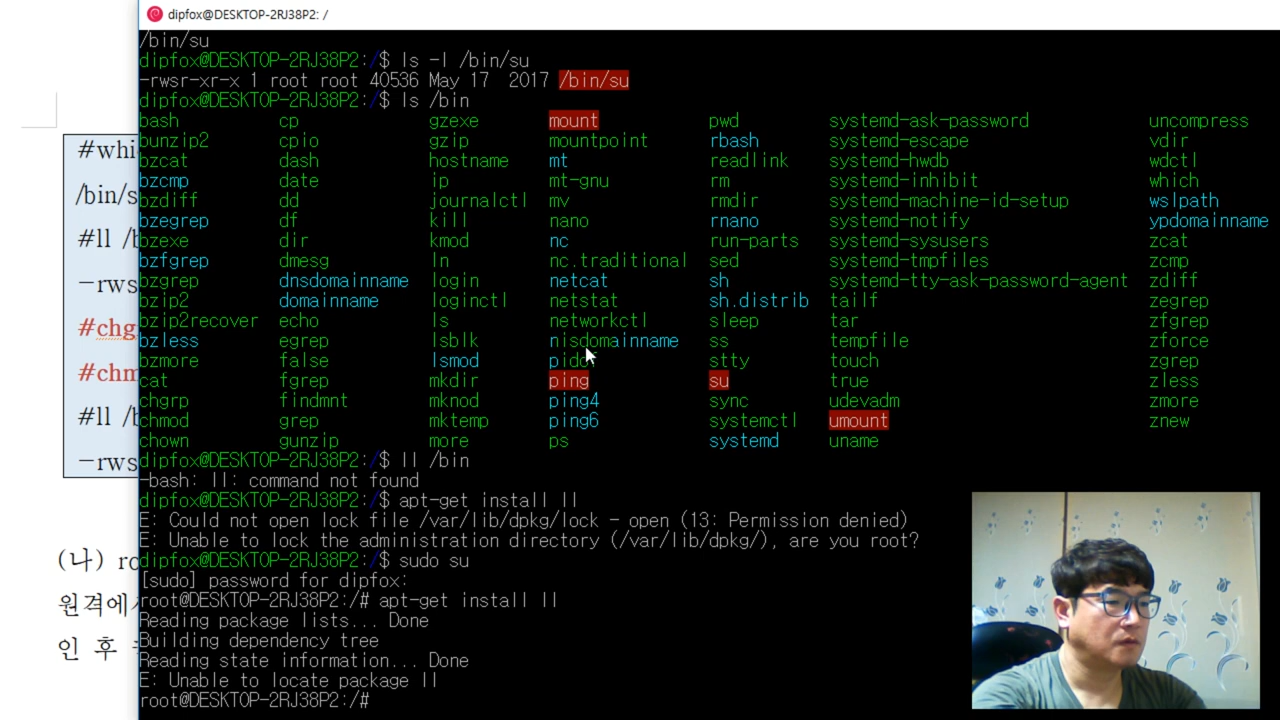 dipfox@DESKTOP-2RJ38P2: /
/bin/su
dipfox@DESKTOP-2RJ38P2:/$ ls -l /bin/su
-rwsr-xr-x 1 root root 40536 May 17  2017 /bin/su
dipfox@DESKTOP-2RJ38P2:/$ ls /bin
bash cp gzexe mount pwd systemd-ask-password uncompress
bunzip2 cpio gzip mountpoint rbash systemd-escape vdir
bzcat dash hostname mt readlink systemd-hwdb wdctl
bzcmp date ip mt-gnu rm systemd-inhibit which
bzdiff dd journalctl mv rmdir systemd-machine-id-setup wslpath
bzegrep df kill nano rnano systemd-notify ypdomainname
bzexe dir kmod nc run-parts systemd-sysusers zcat
bzfgrep dmesg ln nc.traditional sed systemd-tmpfiles zcmp
bzgrep dnsdomainname login netcat sh systemd-tty-ask-password-agent zdiff
bzip2 domainname loginctl netstat sh.distrib tailf zegrep
bzip2recover echo ls networkctl sleep tar zfgrep
bzless egrep lsblk nisdomainname ss tempfile zforce
bzmore false lsmod pidof stty touch zgrep
cat fgrep mkdir ping su true zless
chgrp findmnt mknod ping4 sync udevadm zmore
chmod grep mktemp ping6 systemctl umount znew
chown gunzip more ps systemd uname
dipfox@DESKTOP-2RJ38P2:/$ ll /bin
-bash: ll: command not found
dipfox@DESKTOP-2RJ38P2:/$ apt-get install ll
E: Could not open lock file /var/lib/dpkg/lock - open (13: Permission denied)
E: Unable to lock the administration directory (/var/lib/dpkg/), are you root?
dipfox@DESKTOP-2RJ38P2:/$ sudo su
[sudo] password for dipfox:
root@DESKTOP-2RJ38P2:/# apt-get install ll
Reading package lists... Done
Building dependency tree
Reading state information... Done
E: Unable to locate package ll
root@DESKTOP-2RJ38P2:/#
#whi
/bin/s
#ll /b
-rws
#chg
#chm
#ll /b
-rws
(나) ro
원격에
인 후